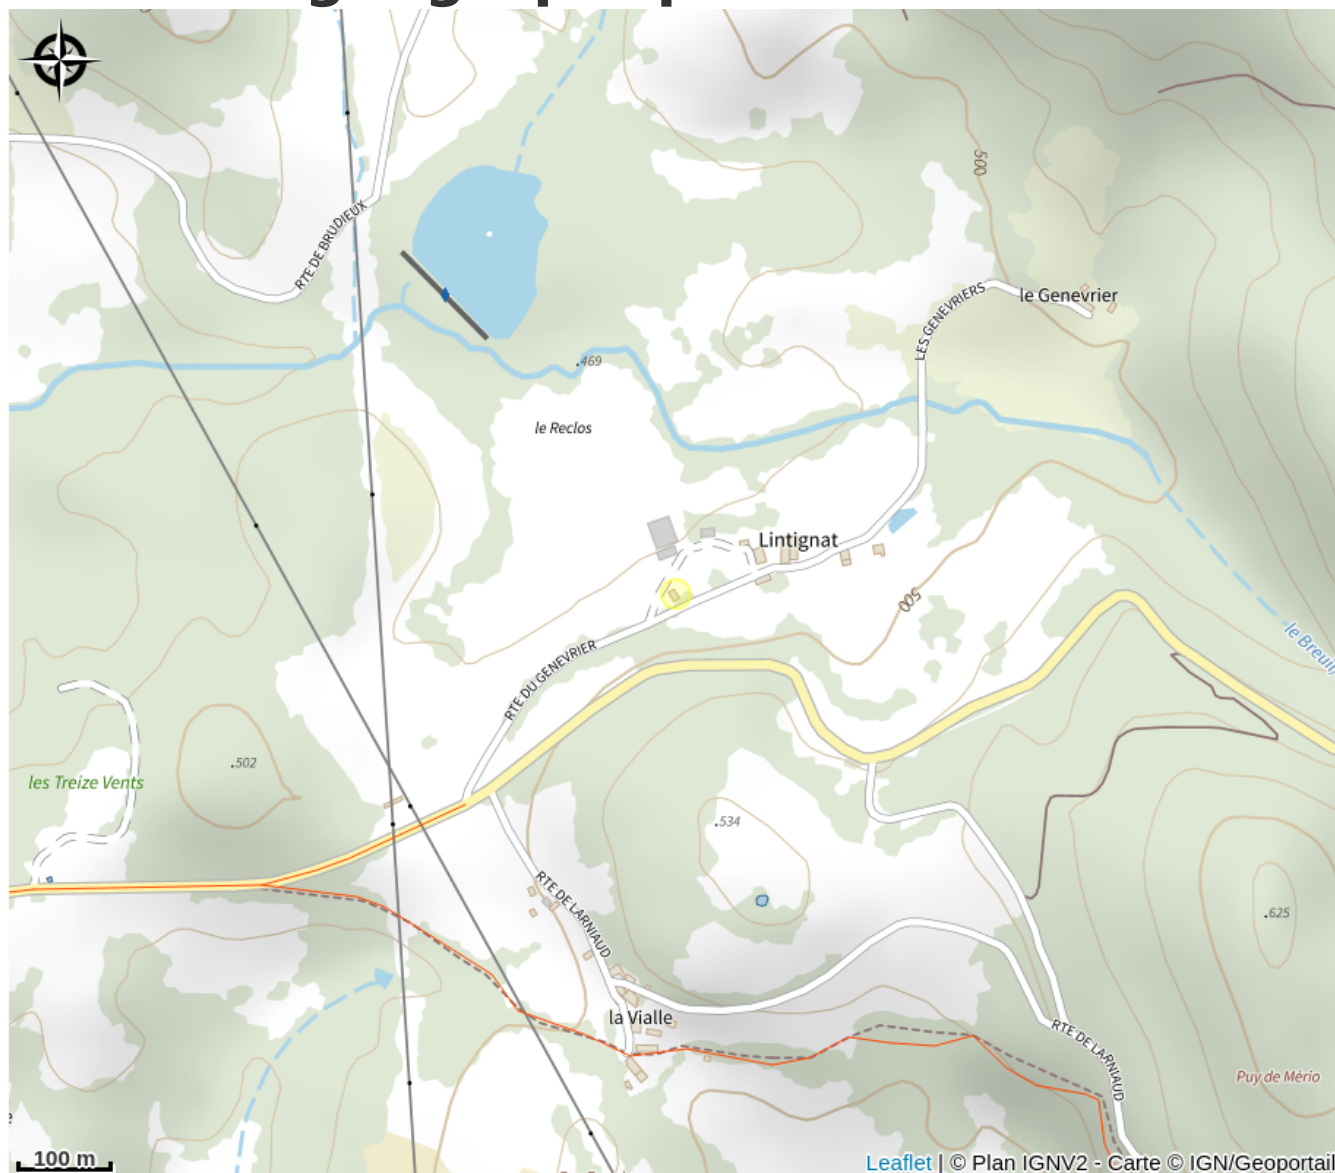 500
RTE DE BRUDIEUX
le Genevrier
LES GENEVRIERS
.469
le Reclos
Lintignat
500
le Breuil
RTE DU GENEVRIER
.502
les Treize Vents
.534
RTE DE LARNIAUD
.625
la Vialle
RTE DE LARNIAUD
Puy de Mério
100 m
Leaflet | © Plan IGNV2 - Carte © IGN/Geoportail